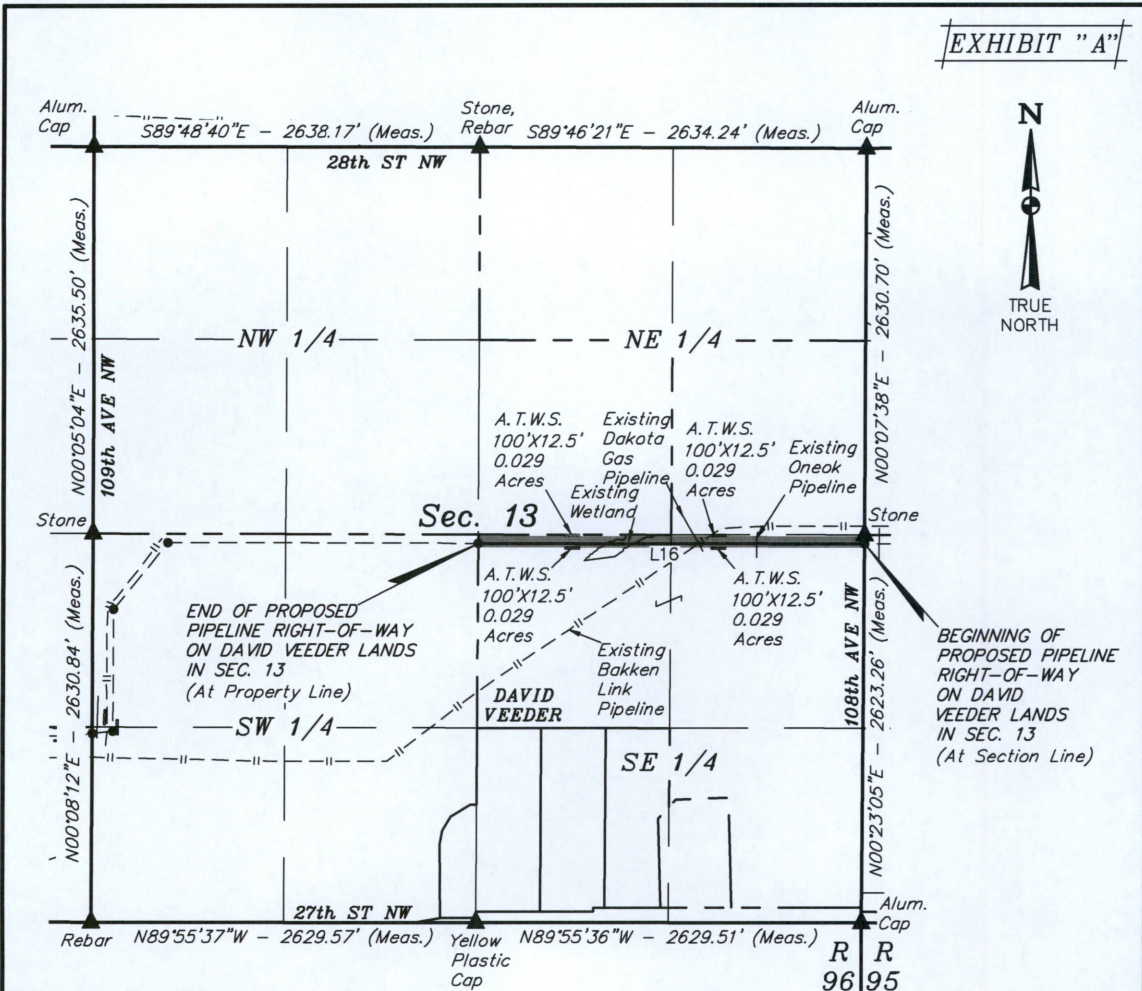 EXHIBIT "A"
Alum.
Cap
S89°48'40"E - 2638.17' (Meas.)
Stone,
Rebar
S89°46'21"E - 2634.24' (Meas.)
Alum.
Cap
28th ST NW
N
TRUE
NORTH
N00°05'04"E - 2635.50' (Meas.)
109th AVE NW
NW 1/4
NE 1/4
N00°07'38"E - 2630.70' (Meas.)
A.T.W.S.
100'X12.5'
0.029
Acres
Existing
Dakota
Gas
Pipeline
A.T.W.S.
100'X12.5'
0.029
Acres
Existing
Oneok
Pipeline
Existing
Wetland
Stone
Sec. 13
Stone
L16
A.T.W.S.
100'X12.5'
0.029
Acres
A.T.W.S.
100'X12.5'
0.029
Acres
END OF PROPOSED
PIPELINE RIGHT-OF-WAY
ON DAVID VEEDER LANDS
IN SEC. 13
(At Property Line)
Existing
Bakken
Link
Pipeline
108th AVE NW
BEGINNING OF
PROPOSED PIPELINE
RIGHT-OF-WAY
ON DAVID
VEEDER LANDS
IN SEC. 13
(At Section Line)
N00°08'12"E - 2630.84' (Meas.)
DAVID
VEEDER
SW 1/4
SE 1/4
N00°23'05"E - 2623.26' (Meas.)
27th ST NW
Alum.
Cap
Rebar
N89°55'37"W - 2629.57' (Meas.)
Yellow
Plastic
Cap
N89°55'36"W - 2629.51' (Meas.)
R R
96 95